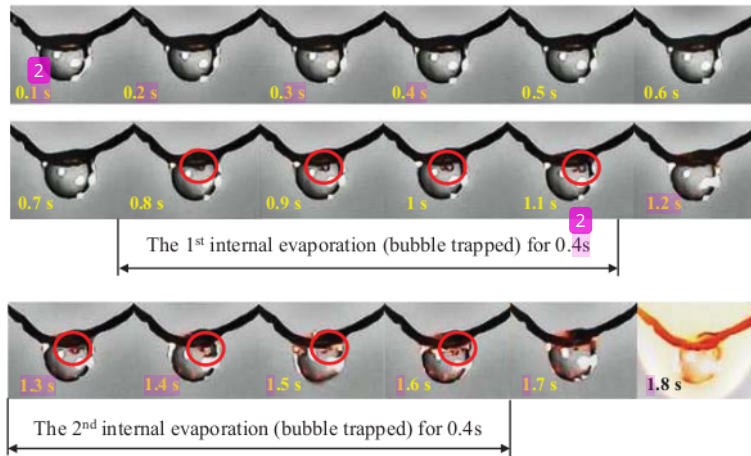 2
0.1 s 0.2 s 0.3 s 0.4 s 0.5 s 0.6 s
0.7 s 0.8 s 0.9 s 1 s 1.1 s 1.2 s
2
The 1st internal evaporation (bubble trapped) for 0.4s
1.3 s 1.4 s 1.5 s 1.6 s 1.7 s 1.8 s
The 2nd internal evaporation (bubble trapped) for 0.4s